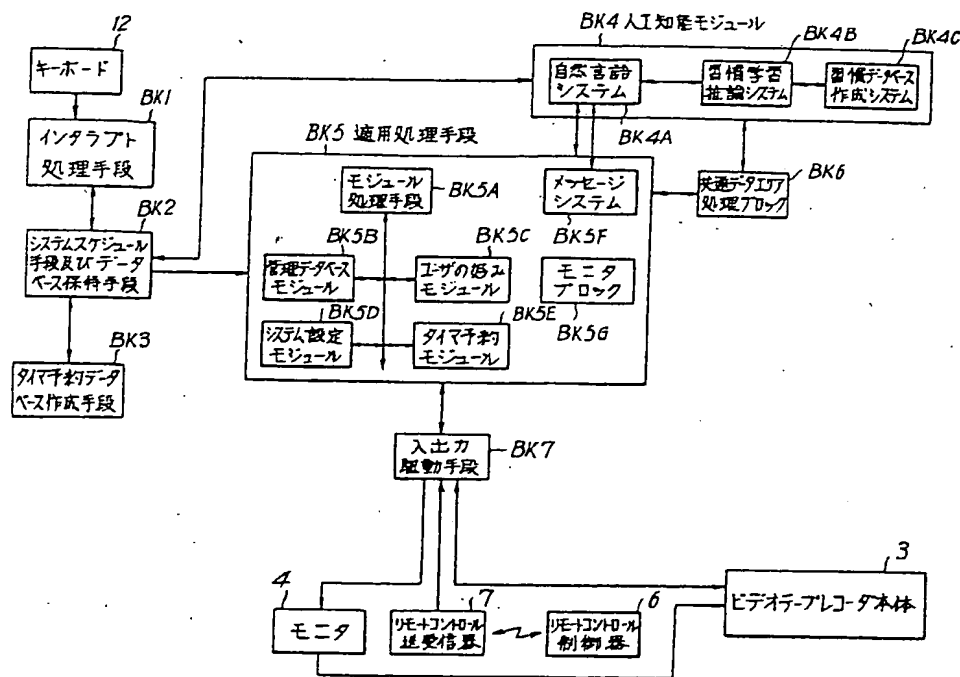 12
キーボード
BK1
インタラプト
処理手段
BK2
システムスケジュール
手段及びデータ
ベース保持手段
BK3
タイマ予約データ
ベース作成手段
BK4 人工知能モジュール
BK4B
BK4C
自然言語
システム
習慣学習
推論システム
習慣データベース
作成システム
BK4A
BK5 適用処理手段
モジュール
処理手段
BK5A
メッセージ
システム
BK5F
共通データエリア
処理ブロック
BK6
BK5B
BK5C
管理データベース
モジュール
ユーザの好み
モジュール
モニタ
ブロック
BK5G
BK5D
BK5E
システム設定
モジュール
タイマ予約
モジュール
入出力
駆動手段
BK7
3
ビデオテープレコーダ本体
4
モニタ
7
リモートコントロール
送受信器
6
リモートコントロール
制御器